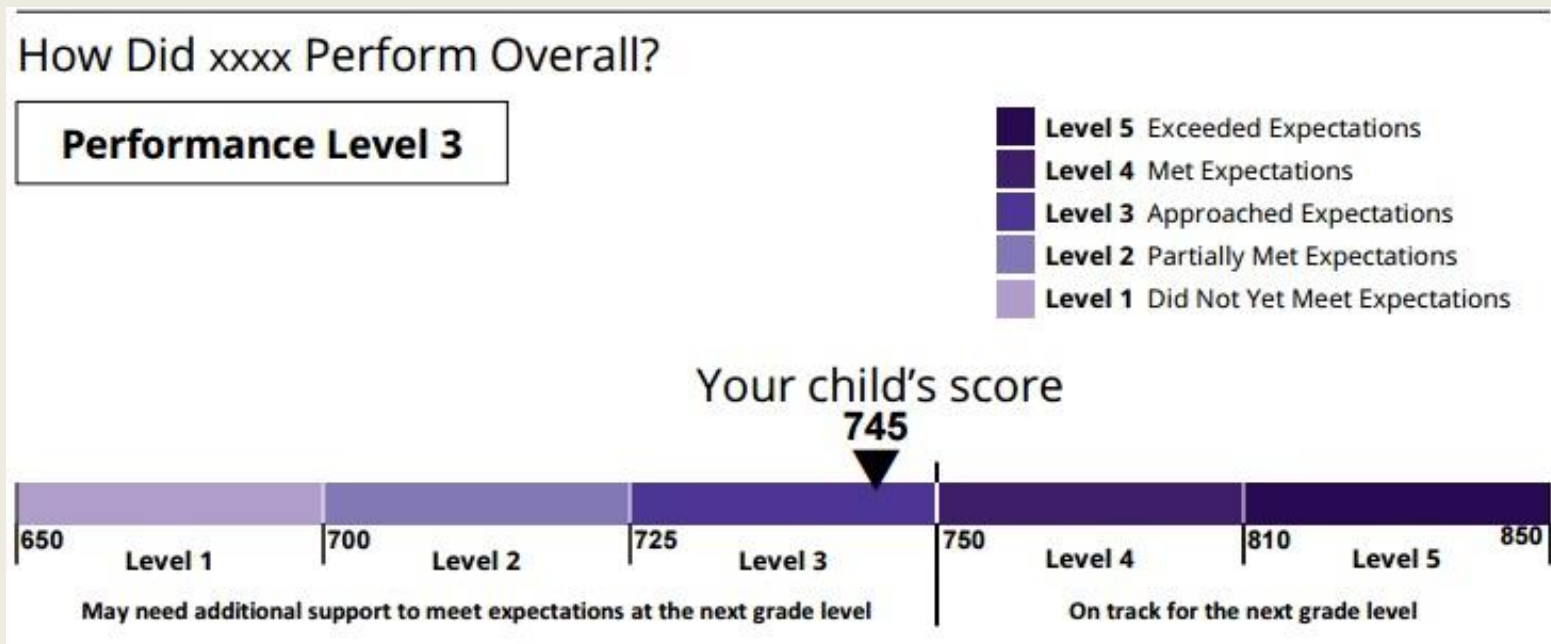 How Did xxxx Perform Overall?
Performance Level 3
Level 5 Exceeded Expectations
Level 4 Met Expectations
Level 3 Approached Expectations
Level 2 Partially Met Expectations
Level 1 Did Not Yet Meet Expectations
Your child's score
745
650 700 725 750 810 850
Level 1 Level 2 Level 3 Level 4 Level 5
May need additional support to meet expectations at the next grade level On track for the next grade level